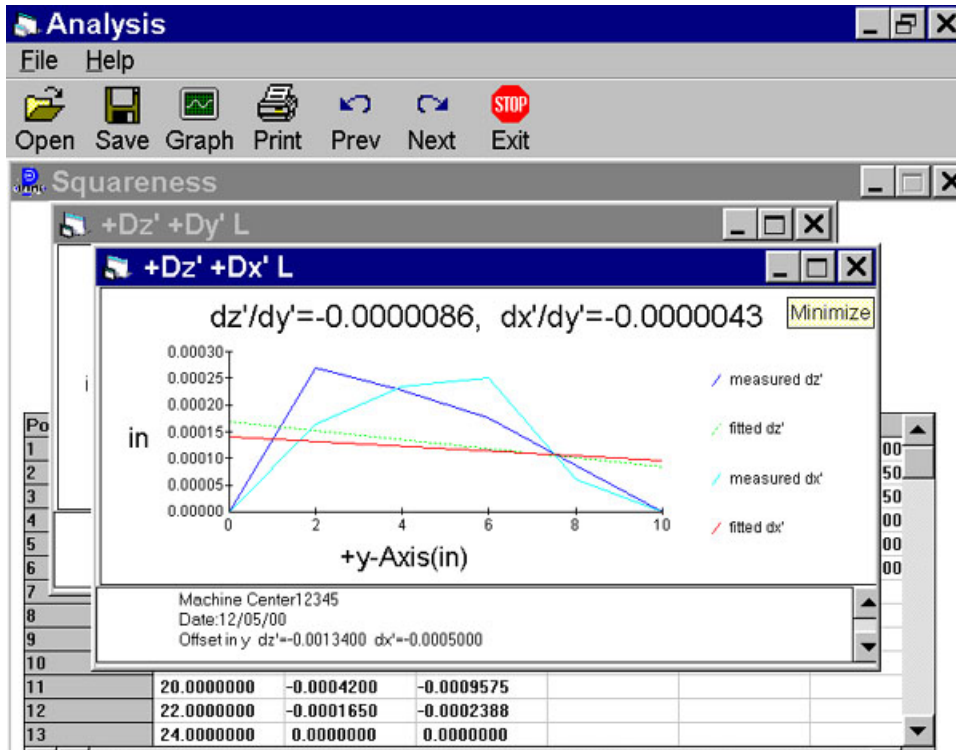 Analysis
File Help
Open Save Graph Print Prev Next STOP Exit
Squareness
+Dz' +Dy' L
+Dz' +Dx' L
dz'/dy'=-0.0000086, dx'/dy'=-0.0000043
Minimize
0.00030
0.00025
0.00020
0.00015
0.00010
0.00005
0.00000
in
0 2 4 6 8 10
+y-Axis(in)
measured dz'
fitted dz'
measured dx'
fitted dx'
Machine Center12345
Date:12/05/00
Offset in y dz'=-0.0013400 dx'=-0.0005000
i
Po
1 00
2 50
3 50
4 00
5 00
6 00
7
8
9
10
11 20.0000000 -0.0004200 -0.0009575
12 22.0000000 -0.0001650 -0.0002388
13 24.0000000 0.0000000 0.0000000